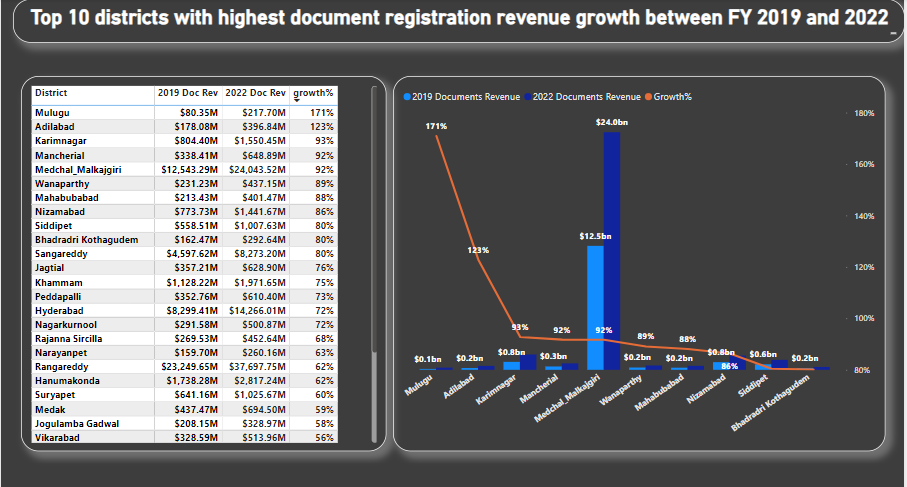 Top 10 districts with highest document registration revenue growth between FY 2019 and 2022
District 2019 Doc Rev 2022 Doc Rev growth%
Mulugu $80.35M $217.70M 171%
Adilabad $178.08M $396.84M 123%
Karimnagar $804.40M $1,550.45M 93%
Mancherial $338.41M $648.89M 92%
Medchal_Malkajgiri $12,543.29M $24,043.52M 92%
Wanaparthy $231.23M $437.15M 89%
Mahabubabad $213.43M $401.47M 88%
Nizamabad $773.73M $1,441.67M 86%
Siddipet $558.51M $1,007.63M 80%
Bhadradri Kothagudem $162.47M $292.64M 80%
Sangareddy $4,597.62M $8,273.20M 80%
Jagtial $357.21M $628.90M 76%
Khammam $1,128.22M $1,971.65M 75%
Peddapalli $352.76M $610.40M 73%
Hyderabad $8,299.41M $14,266.01M 72%
Nagarkurnool $291.58M $500.87M 72%
Rajanna Sircilla $269.53M $452.64M 68%
Narayanpet $159.70M $260.16M 63%
Rangareddy $23,249.65M $37,697.75M 62%
Hanumakonda $1,738.28M $2,817.24M 62%
Suryapet $641.16M $1,025.67M 60%
Medak $437.47M $694.50M 59%
Jogulamba Gadwal $208.15M $328.97M 58%
Vikarabad $328.59M $513.96M 56%
2019 Documents Revenue 2022 Documents Revenue Growth%
180%
160%
140%
120%
100%
80%
171%
123%
93%
92%
92%
89%
88%
86%
$24.0bn
$12.5bn
$0.1bn
$0.2bn
$0.8bn
$0.3bn
$0.2bn
$0.2bn
$0.8bn
$0.6bn
$0.2bn
Mulugu
Adilabad
Karimnagar
Mancherial
Medchal_Malkajgiri
Wanaparthy
Mahabubabad
Nizamabad
Siddipet
Bhadradri Kothagudem